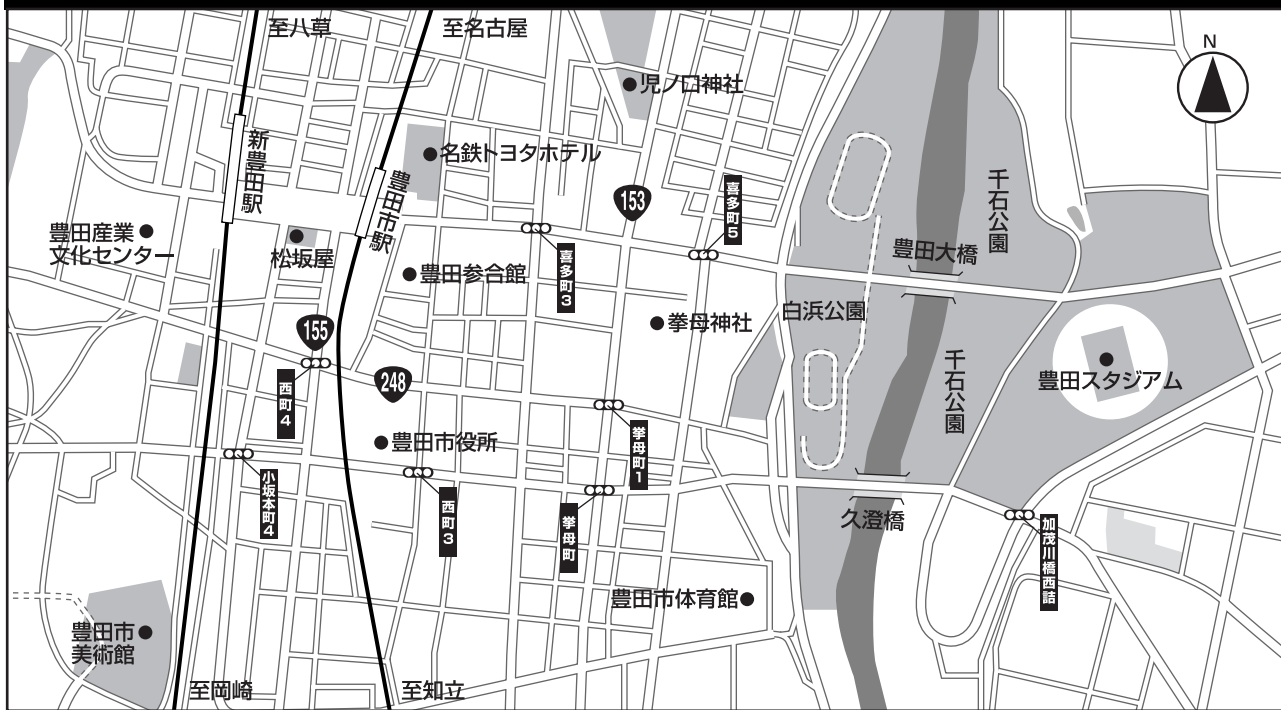 至八草
至名古屋
N
児ノ口神社
新豊田駅
名鉄トヨタホテル
豊田市駅
153
喜多町5
千石公園
豊田産業
文化センター
松坂屋
豊田参合館
喜多町3
豊田大橋
白浜公園
挙母神社
155
248
西町4
千石公園
豊田スタジアム
豊田市役所
挙母町1
小坂本町4
西町3
挙母町
久澄橋
加茂川橋西詰
豊田市体育館
豊田市
美術館
至岡崎
至知立